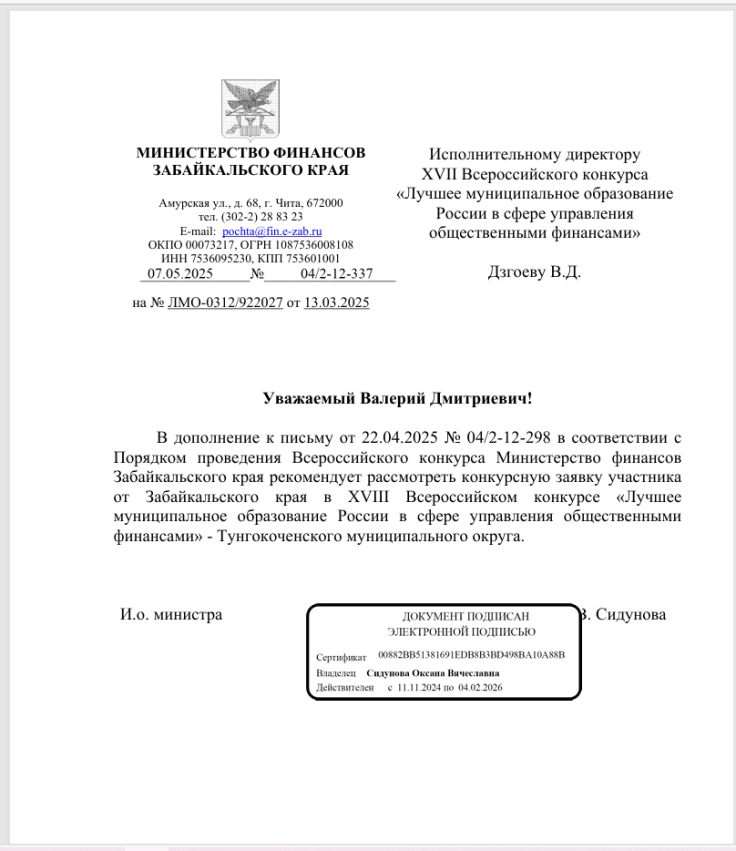 МИНИСТЕРСТВО ФИНАНСОВ
ЗАБАЙКАЛЬСКОГО КРАЯ
Амурская ул., д. 68, г. Чита, 672000
тел. (302-2) 28 83 23
E-mail: pochta@fin.e-zab.ru
ОКПО 00073217, ОГРН 1087536008108
ИНН 7536095230, КПП 753601001
07.05.2025 № 04/2-12-337
на № ЛМО-0312/922027 от 13.03.2025
Исполнительному директору
XVII Всероссийского конкурса
«Лучшее муниципальное образование
России в сфере управления
общественными финансами»
Дзгоеву В.Д.
Уважаемый Валерий Дмитриевич!
В дополнение к письму от 22.04.2025 № 04/2-12-298 в соответствии с
Порядком проведения Всероссийского конкурса Министерство финансов
Забайкальского края рекомендует рассмотреть конкурсную заявку участника
от Забайкальского края в XVIII Всероссийском конкурсе «Лучшее
муниципальное образование России в сфере управления общественными
финансами» - Тунгокоченского муниципального округа.
И.о. министра
В. Сидунова
ДОКУМЕНТ ПОДПИСАН
ЭЛЕКТРОННОЙ ПОДПИСЬЮ
Сертификат 00882BB51381691EDB8B3BD498BA10A88B
Владелец Сидунова Оксана Вячеславна
Действителен с 11.11.2024 по 04.02.2026